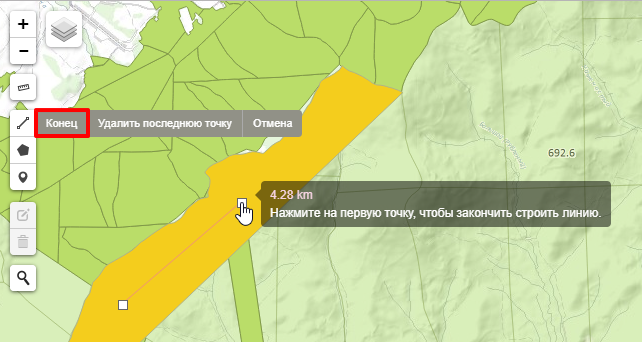 +
−
Конец
Удалить последнюю точку
Отмена
692.6
4.28 km
Нажмите на первую точку, чтобы закончить строить линию.